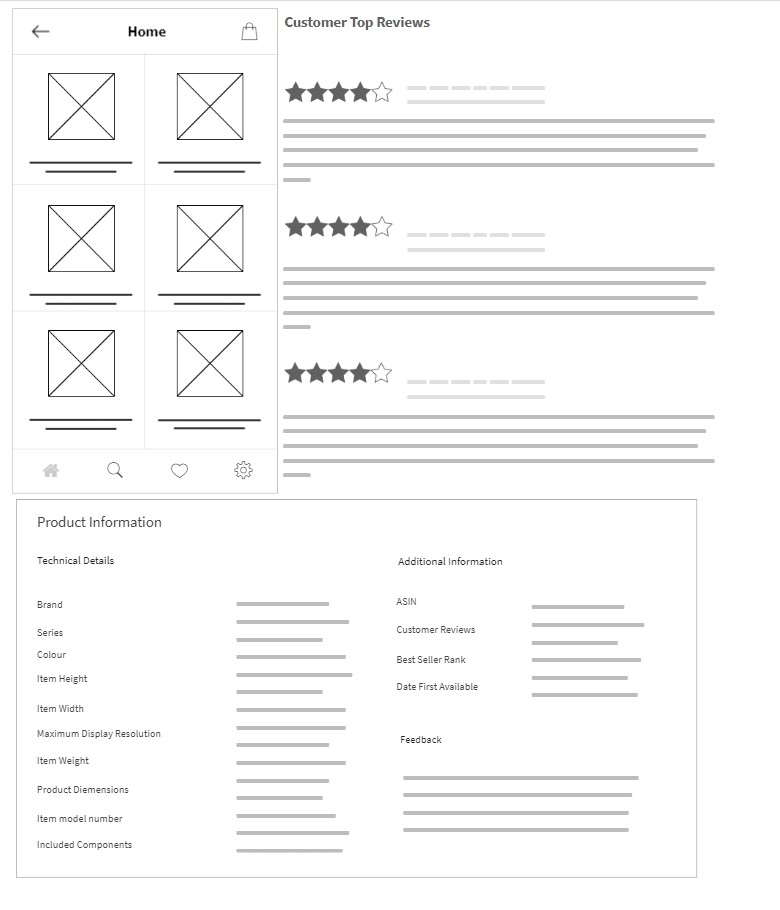 Home
Customer Top Reviews
Product Information
Technical Details
Brand
Series
Colour
Item Height
Item Width
Maximum Display Resolution
Item Weight
Product Diemensions
Item model number
Included Components
Additional Information
ASIN
Customer Reviews
Best Seller Rank
Date First Available
Feedback